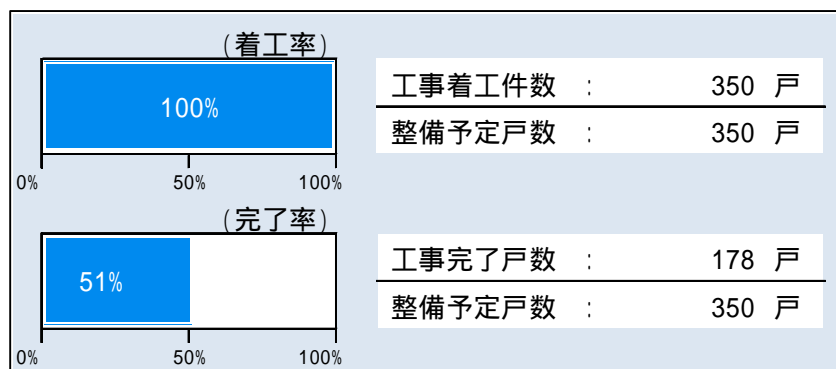 (着工率)
100%
0% 50% 100%
工事着工件数 : 350 戸
整備予定戸数 : 350 戸
(完了率)
51%
0% 50% 100%
工事完了戸数 : 178 戸
整備予定戸数 : 350 戸